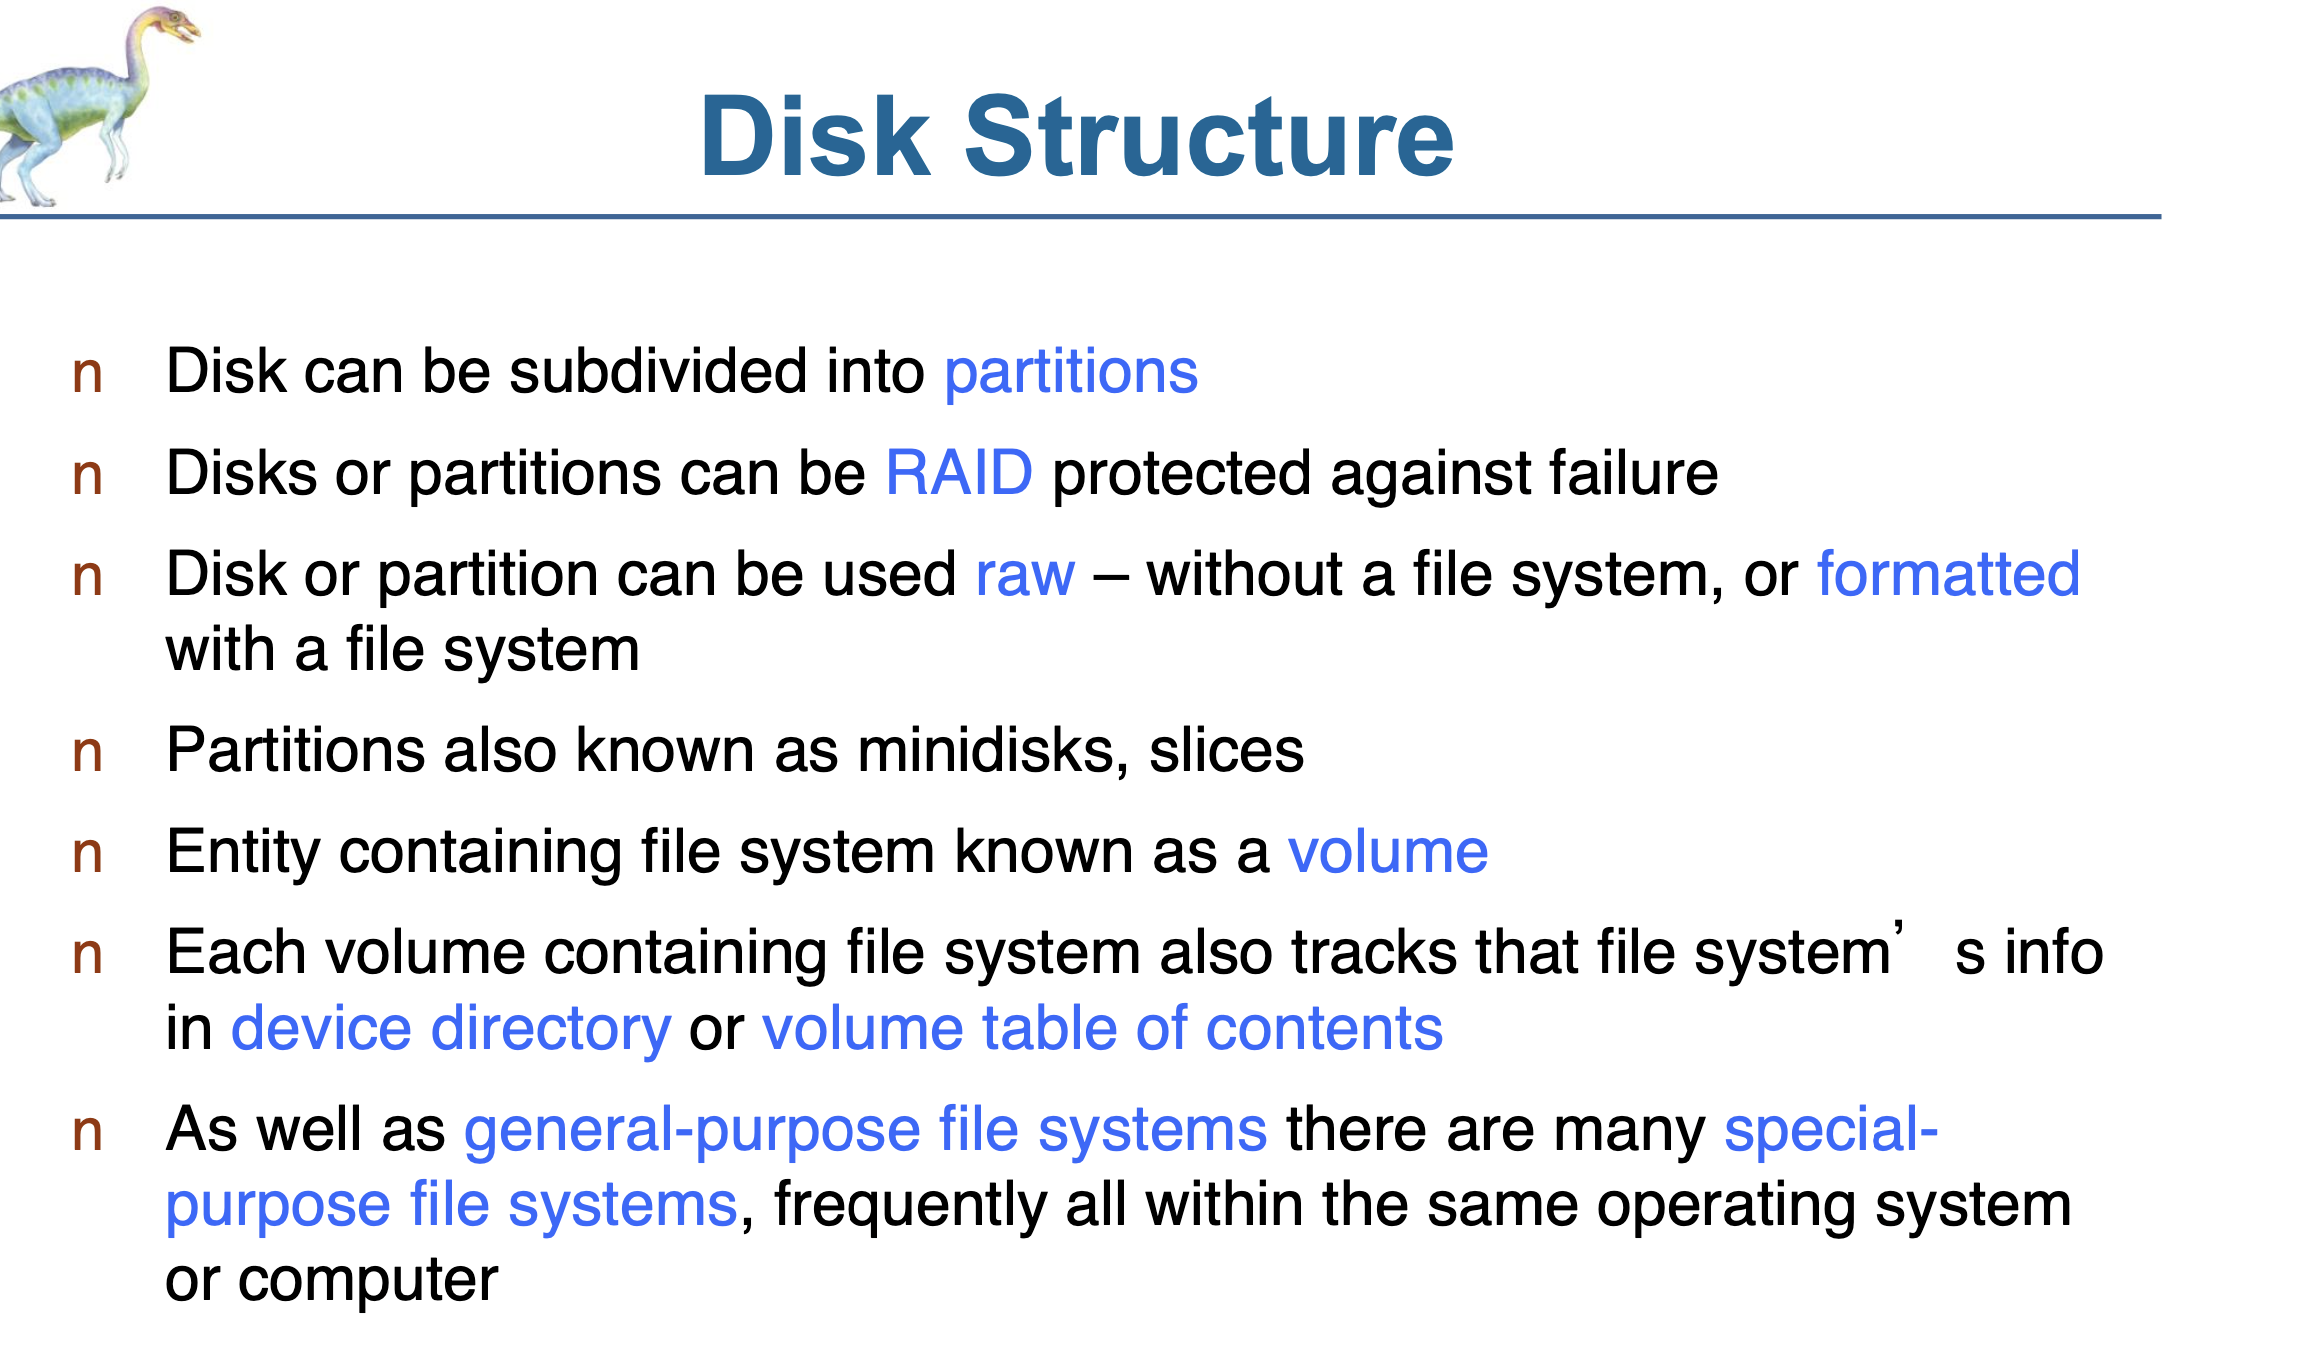 Disk Structure
n Disk can be subdivided into partitions
n Disks or partitions can be RAID protected against failure
n Disk or partition can be used raw – without a file system, or formatted
with a file system
n Partitions also known as minidisks, slices
n Entity containing file system known as a volume
n Each volume containing file system also tracks that file system’s info
in device directory or volume table of contents
n As well as general-purpose file systems there are many special-
purpose file systems, frequently all within the same operating system
or computer